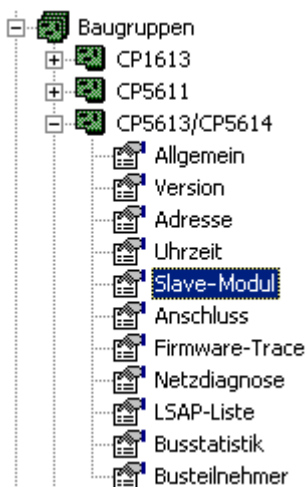 Baugruppen
CP1613
CP5611
CP5613/CP5614
Allgemein
Version
Adresse
Uhrzeit
Slave-Modul
Anschluss
Firmware-Trace
Netzdiagnose
LSAP-Liste
Busstatistik
Busteilnehmer